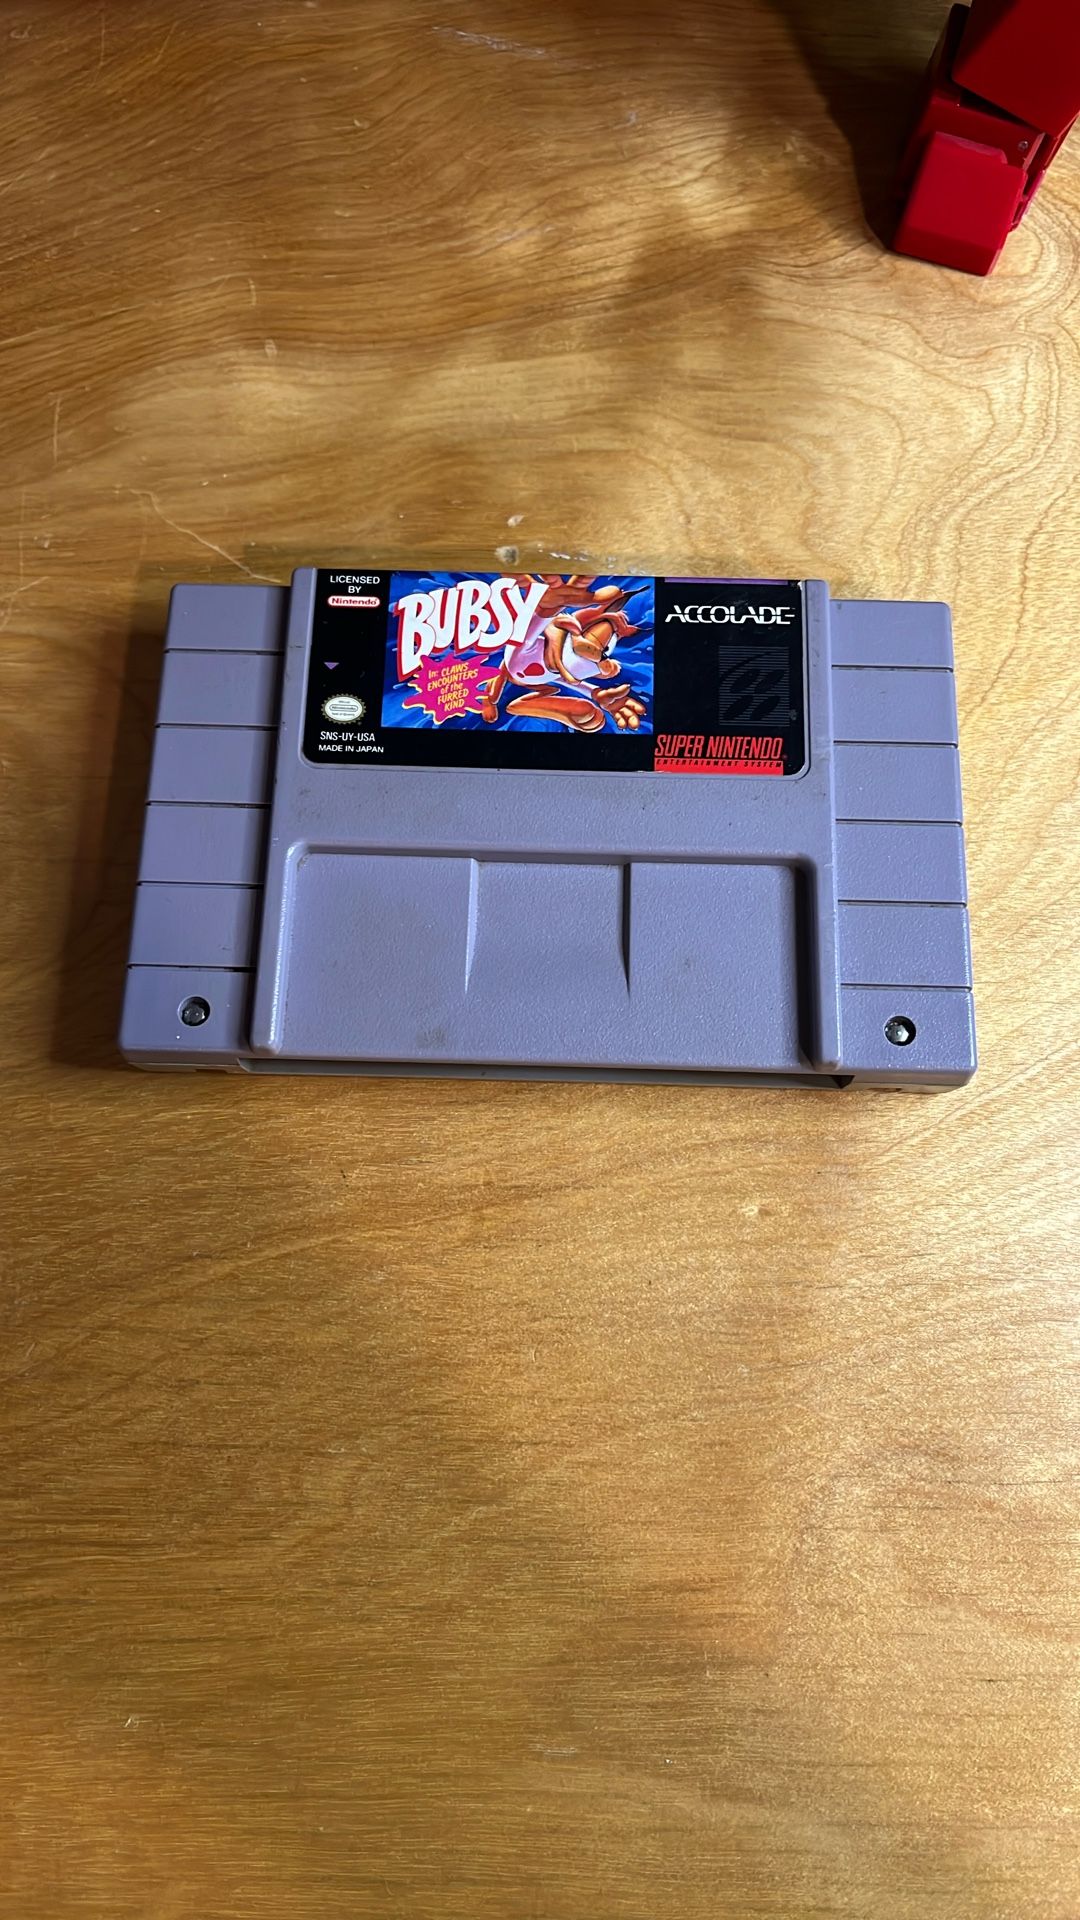 LICENSED
BY
Nintendo
BUBSY
In: CLAWS
ENCOUNTERS
of the
FURRED
KIND
ACCOLADE
Nintendo
SNS-UY-USA
MADE IN JAPAN
SUPER NINTENDO
ENTERTAINMENT SYSTEM